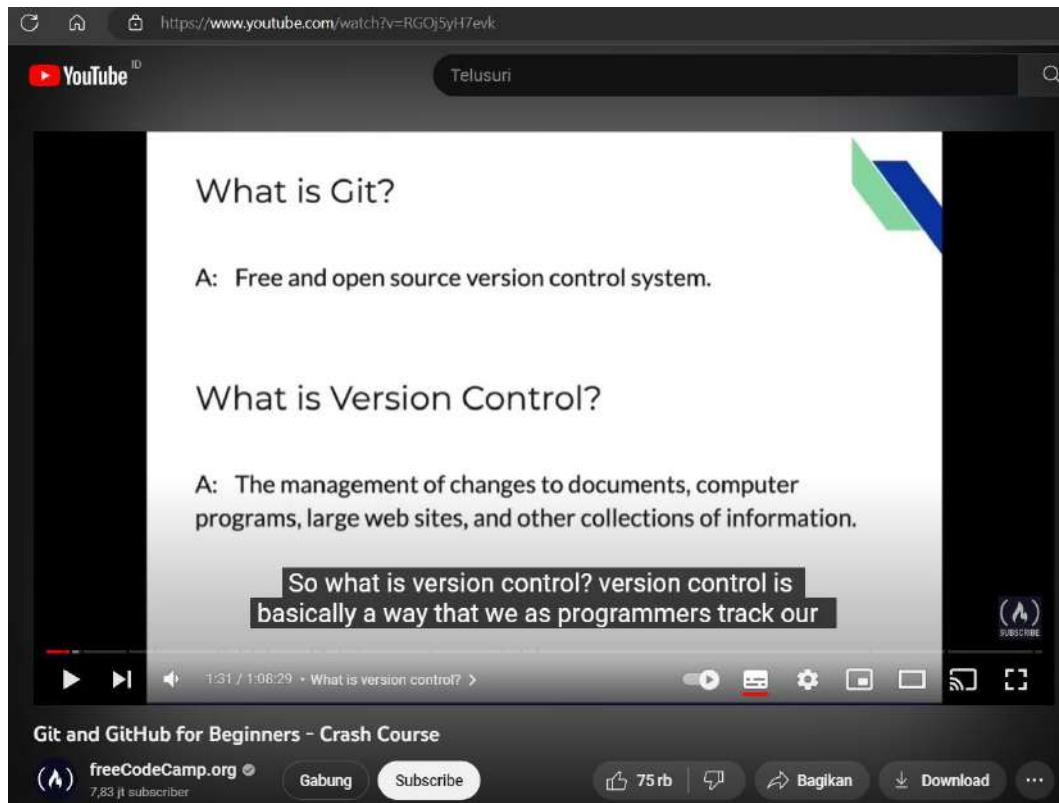 https://www.youtube.com/watch?v=RGOj5yH7evk
YouTube ID
Telusuri
What is Git?
A: Free and open source version control system.
What is Version Control?
A: The management of changes to documents, computer
programs, large web sites, and other collections of information.
So what is version control? version control is
basically a way that we as programmers track our
SUBSCRIBE
1:31 / 1:08:29 • What is version control?
Git and GitHub for Beginners - Crash Course
freeCodeCamp.org
7,83 jt subscriber
Gabung
Subscribe
75 rb
Bagikan
Download